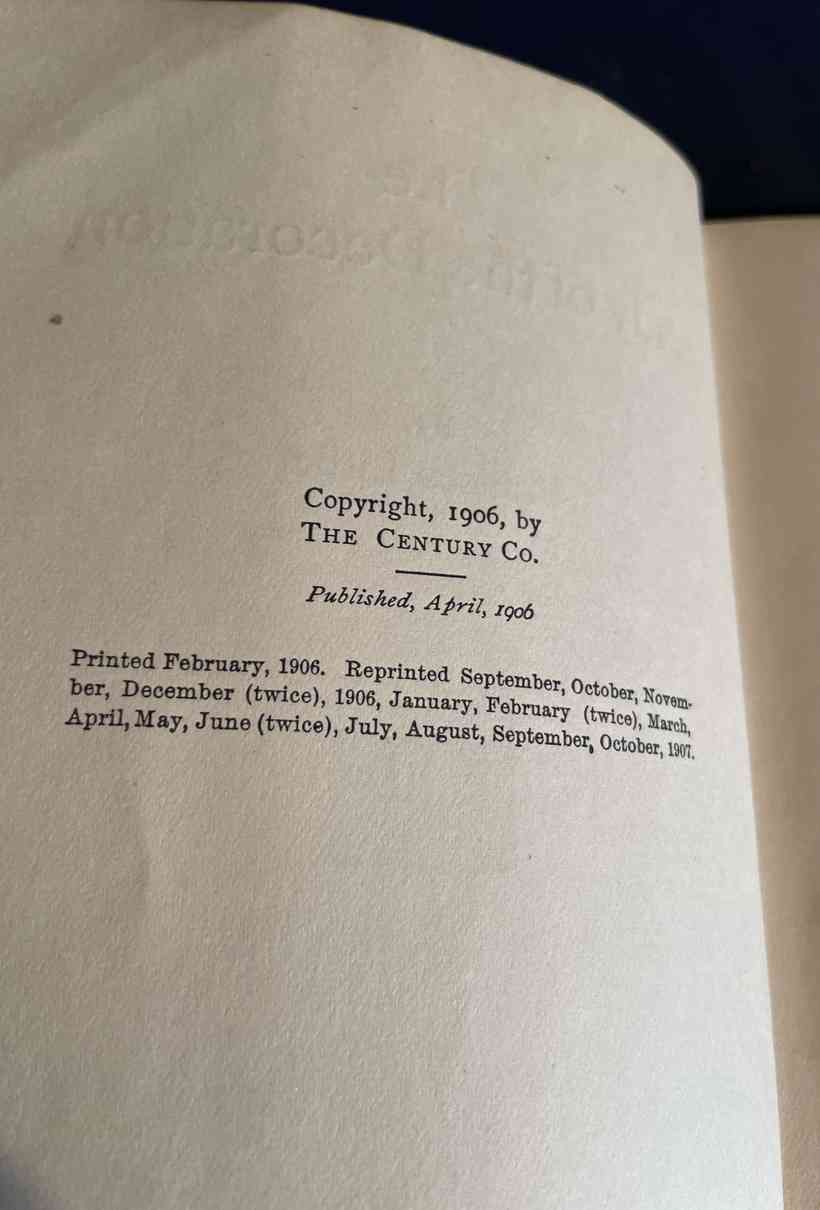 Copyright, 1906, by
THE CENTURY CO.
Published, April, 1906
Printed February, 1906. Reprinted September, October, Novem-
ber, December (twice), 1906, January, February (twice), March,
April, May, June (twice), July, August, September, October, 1907.